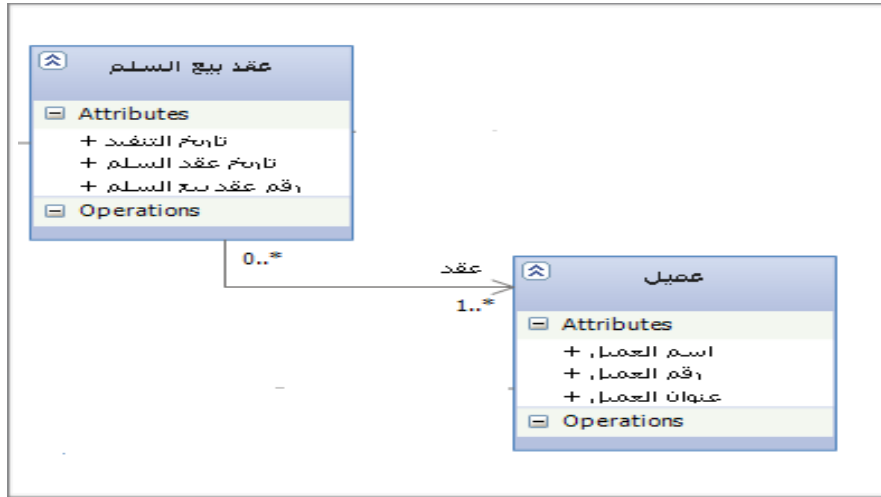 عقد بيع السلم
Attributes
+ تاريخ التنفيد
+ تاريخ عقد السلم
+ رقم عقد بيع السلم
Operations
0..*
عقد
1..*
عميل
Attributes
+ اسم العميل
+ رقم العميل
+ عنوان العميل
Operations